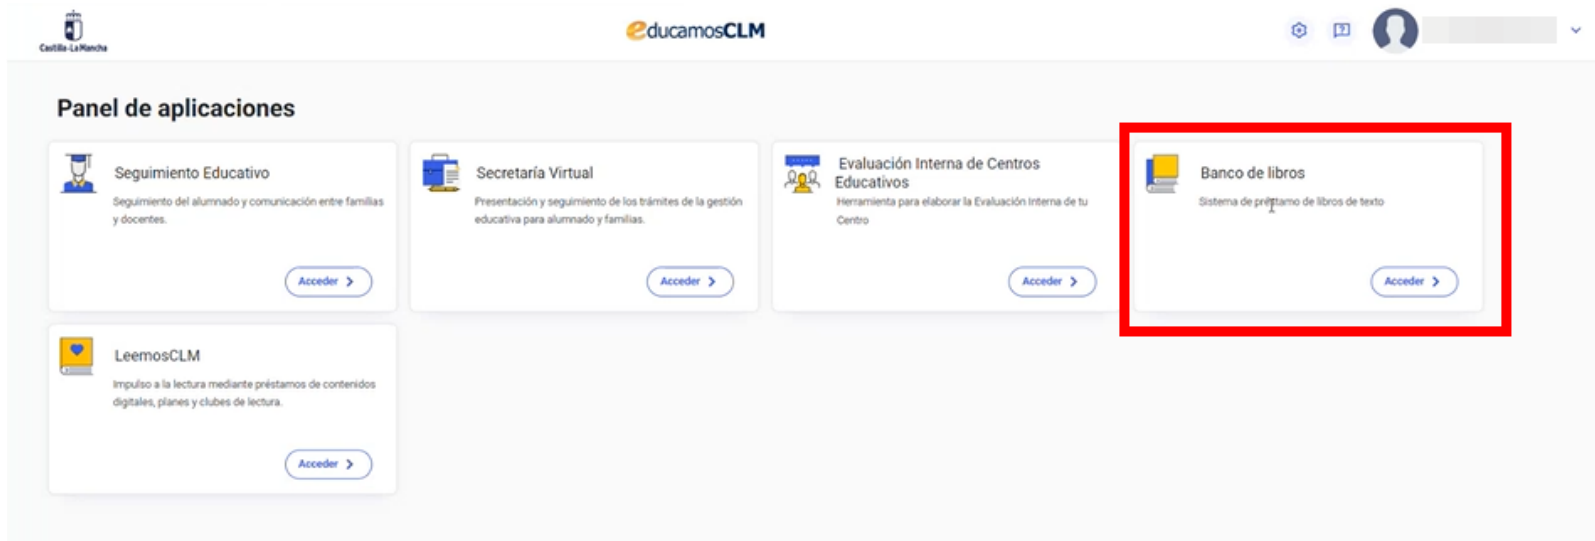 Castilla-La Mancha
educamosCLM
Panel de aplicaciones
Seguimiento Educativo
Seguimiento del alumnado y comunicación entre familias
y docentes.
Acceder
Secretaría Virtual
Presentación y seguimiento de los trámites de la gestión
educativa para alumnado y familias.
Acceder
Evaluación Interna de Centros
Educativos
Herramienta para elaborar la Evaluación Interna de tu
Centro
Acceder
Banco de libros
Sistema de préstamo de libros de texto
Acceder
LeemosCLM
Impulso a la lectura mediante préstamos de contenidos
digitales, planes y clubes de lectura.
Acceder